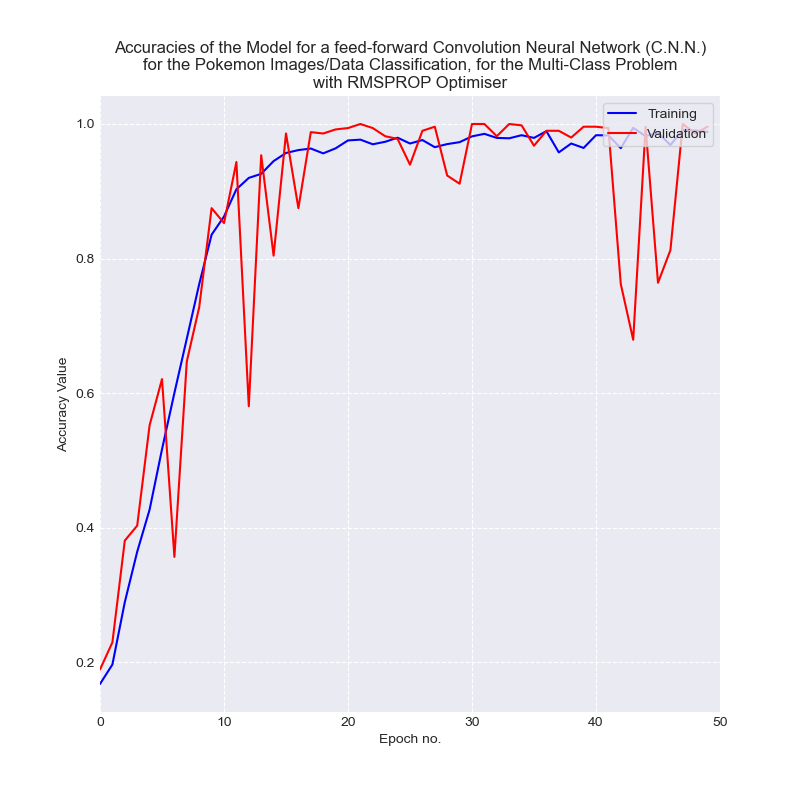 Accuracies of the Model for a feed-forward Convolution Neural Network (C.N.N.)
for the Pokemon Images/Data Classification, for the Multi-Class Problem
with RMSPROP Optimiser
Training
Validation
1.0
0.8
0.6
0.4
0.2
Accuracy Value
0 10 20 30 40 50
Epoch no.